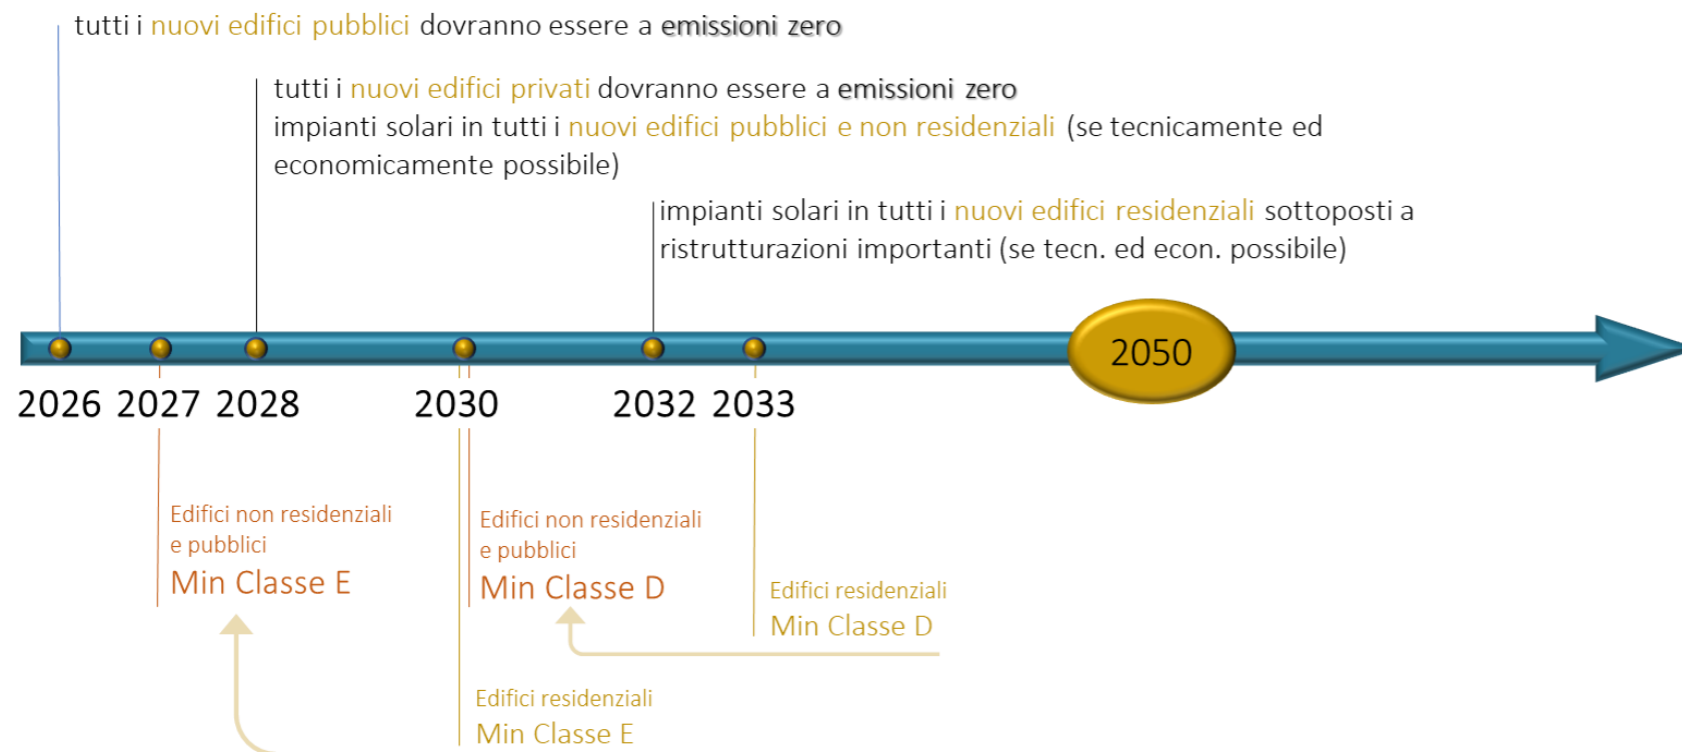 tutti i nuovi edifici pubblici dovranno essere a emissioni zero
tutti i nuovi edifici privati dovranno essere a emissioni zero
impianti solari in tutti i nuovi edifici pubblici e non residenziali (se tecnicamente ed
economicamente possibile)
impianti solari in tutti i nuovi edifici residenziali sottoposti a
ristrutturazioni importanti (se tecn. ed econ. possibile)
2050
2026 2027 2028 2030 2032 2033
Edifici non residenziali
e pubblici
Min Classe E
Edifici non residenziali
e pubblici
Min Classe D
Edifici residenziali
Min Classe D
Edifici residenziali
Min Classe E